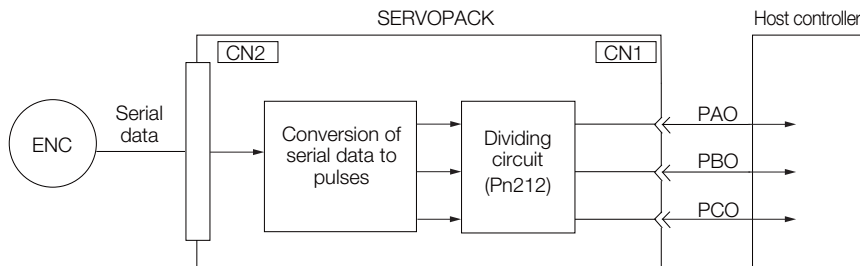 SERVOPACK
Host controller
CN2
CN1
Serial
data
ENC
Conversion of
serial data to
pulses
Dividing
circuit
(Pn212)
PAO
PBO
PCO